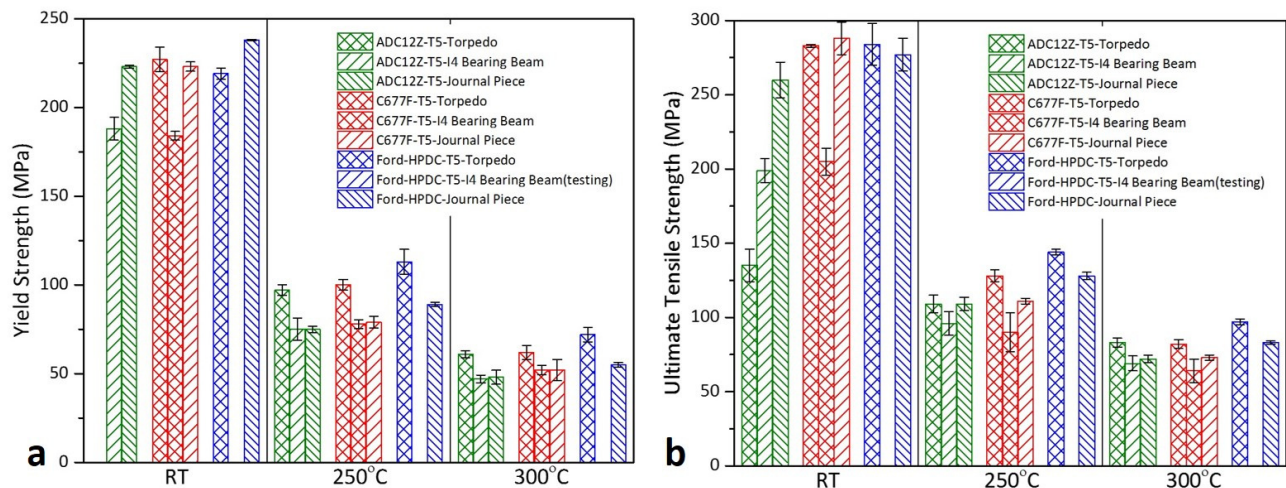 250
200
150
100
50
0
Yield Strength (MPa)
ADC12Z-T5-Torpedo
ADC12Z-T5-I4 Bearing Beam
ADC12Z-T5-Journal Piece
C677F-T5-Torpedo
C677F-T5-I4 Bearing Beam
C677F-T5-Journal Piece
Ford-HPDC-T5-Torpedo
Ford-HPDC-T5-I4 Bearing Beam(testing)
Ford-HPDC-Journal Piece
a
RT
250°C
300°C
300
250
200
150
100
50
0
Ultimate Tensile Strength (MPa)
ADC12Z-T5-Torpedo
ADC12Z-T5-I4 Bearing Beam
ADC12Z-T5-Journal Piece
C677F-T5-Torpedo
C677F-T5-I4 Bearing Beam
C677F-T5-Journal Piece
Ford-HPDC-T5-Torpedo
Ford-HPDC-T5-I4 Bearing Beam(testing)
Ford-HPDC-Journal Piece
b
RT
250°C
300°C